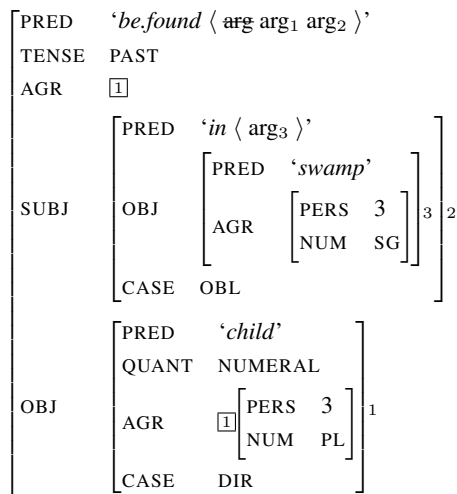 PRED ‘be.found ⟨ arg arg₁ arg₂ ⟩’
TENSE PAST
AGR 1
SUBJ
PRED ‘in ⟨ arg₃ ⟩’
OBJ
PRED ‘swamp’
AGR
PERS 3
NUM SG
3
CASE OBL
2
OBJ
PRED ‘child’
QUANT NUMERAL
AGR 1
PERS 3
NUM PL
CASE DIR
1